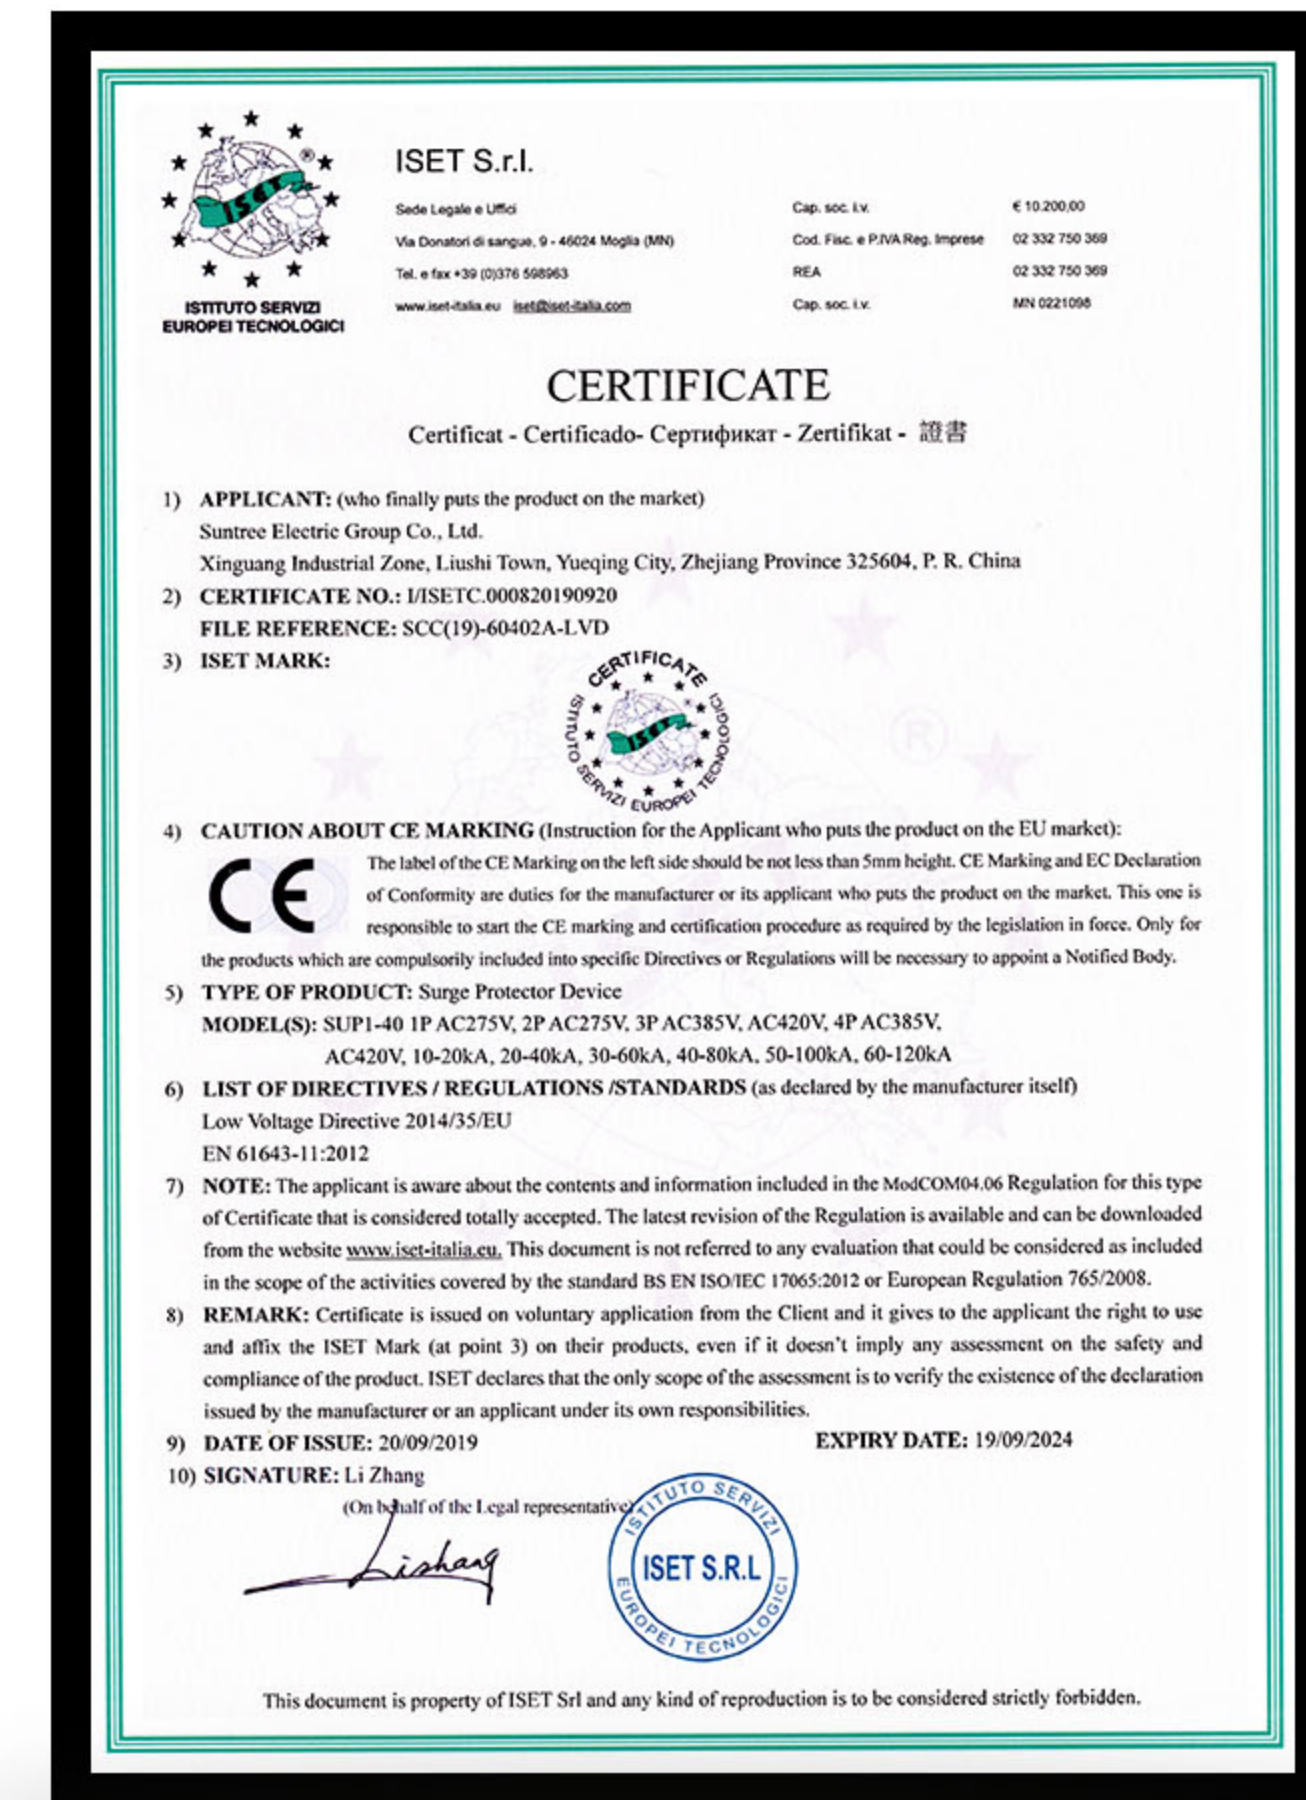 ISET
®
ISTITUTO SERVIZI
EUROPEI TECNOLOGICI
ISET S.r.l.
Sede Legale e Uffici
Via Donatori di sangue, 9 - 46024 Moglia (MN)
Tel. e fax +39 (0)376 598963
www.iset-italia.eu iset@iset-italia.com
Cap. soc. i.v. € 10.200,00
Cod. Fisc. e P.IVA Reg. Imprese 02 332 750 369
REA 02 332 750 369
Cap. soc. i.v. MN 0221098
CERTIFICATE
Certificat - Certificado- Сертификат - Zertifikat - 證書
1) APPLICANT: (who finally puts the product on the market)
Suntree Electric Group Co., Ltd.
Xinguang Industrial Zone, Liushi Town, Yueqing City, Zhejiang Province 325604, P. R. China
2) CERTIFICATE NO.: I/ISETC.000820190920
FILE REFERENCE: SCC(19)-60402A-LVD
3) ISET MARK:
CERTIFICATE
ISTITUTO SERVIZI EUROPEI TECNOLOGICI
ISET
®
4) CAUTION ABOUT CE MARKING (Instruction for the Applicant who puts the product on the EU market):
CE
The label of the CE Marking on the left side should be not less than 5mm height. CE Marking and EC Declaration
of Conformity are duties for the manufacturer or its applicant who puts the product on the market. This one is
responsible to start the CE marking and certification procedure as required by the legislation in force. Only for
the products which are compulsorily included into specific Directives or Regulations will be necessary to appoint a Notified Body.
5) TYPE OF PRODUCT: Surge Protector Device
MODEL(S): SUP1-40 1P AC275V, 2P AC275V, 3P AC385V, AC420V, 4P AC385V,
AC420V, 10-20kA, 20-40kA, 30-60kA, 40-80kA, 50-100kA, 60-120kA
6) LIST OF DIRECTIVES / REGULATIONS /STANDARDS (as declared by the manufacturer itself)
Low Voltage Directive 2014/35/EU
EN 61643-11:2012
7) NOTE: The applicant is aware about the contents and information included in the ModCOM04.06 Regulation for this type
of Certificate that is considered totally accepted. The latest revision of the Regulation is available and can be downloaded
from the website www.iset-italia.eu. This document is not referred to any evaluation that could be considered as included
in the scope of the activities covered by the standard BS EN ISO/IEC 17065:2012 or European Regulation 765/2008.
8) REMARK: Certificate is issued on voluntary application from the Client and it gives to the applicant the right to use
and affix the ISET Mark (at point 3) on their products, even if it doesn't imply any assessment on the safety and
compliance of the product. ISET declares that the only scope of the assessment is to verify the existence of the declaration
issued by the manufacturer or an applicant under its own responsibilities.
9) DATE OF ISSUE: 20/09/2019 EXPIRY DATE: 19/09/2024
10) SIGNATURE: Li Zhang
(On behalf of the Legal representative)
Lizhang
ISTITUTO SERVIZI
ISET S.R.L
EUROPEI TECNOLOGICI
This document is property of ISET Srl and any kind of reproduction is to be considered strictly forbidden.